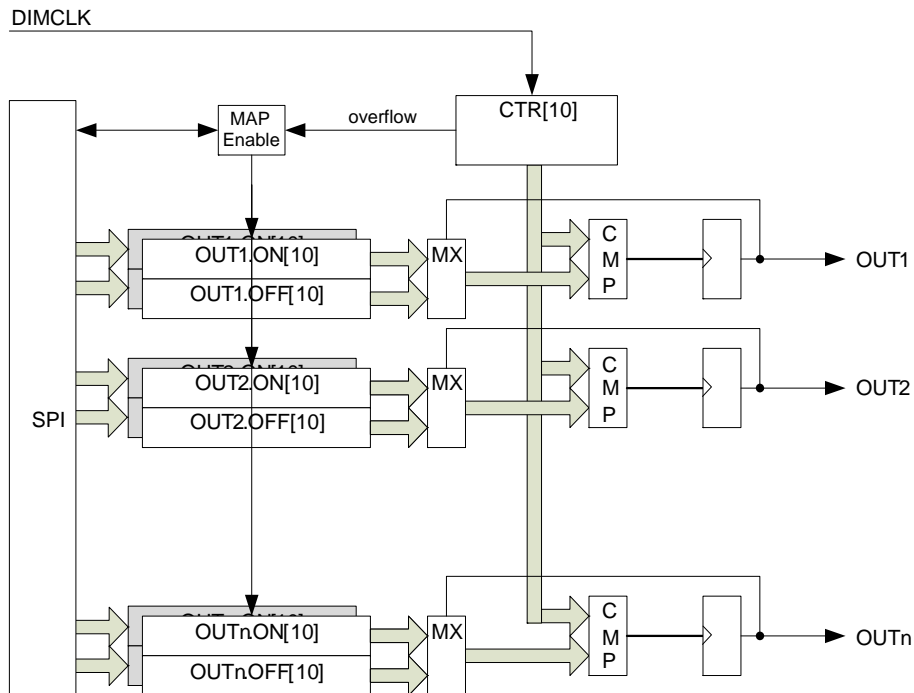 DIMCLK
CTR[10]
MAP
Enable
overflow
OUT1.ON[10]
OUT1.OFF[10]
MX
C
M
P
OUT1
OUT2.ON[10]
OUT2.OFF[10]
MX
C
M
P
OUT2
SPI
OUTn.ON[10]
OUTn.OFF[10]
MX
C
M
P
OUTn